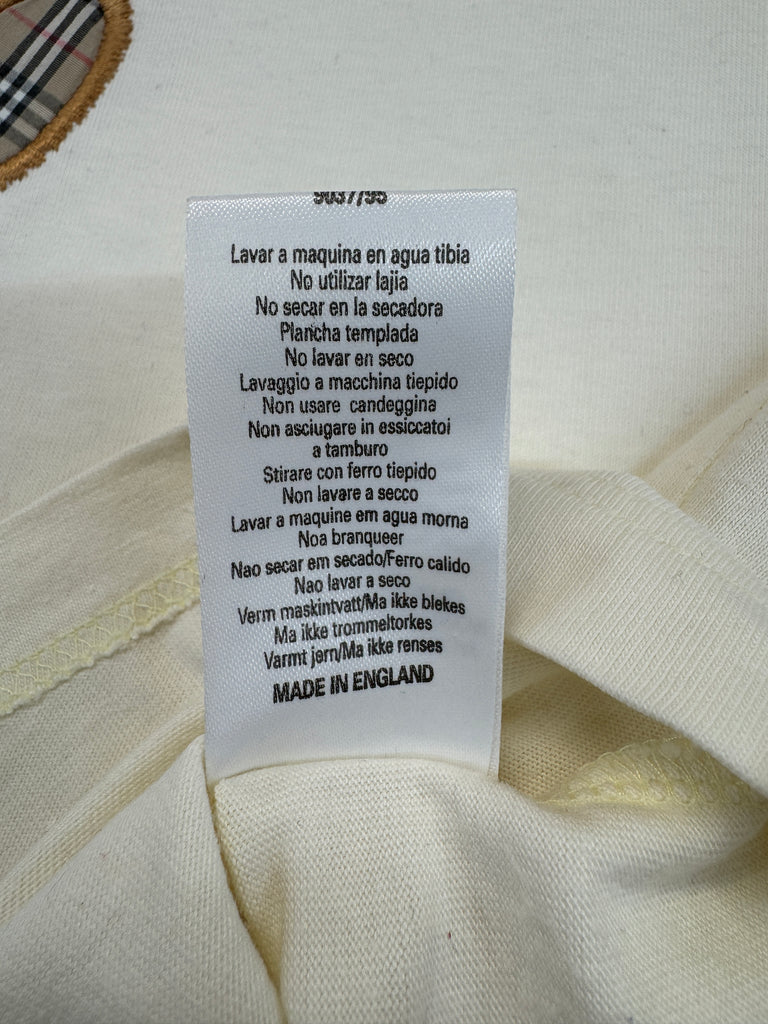 9037/95
Lavar a maquina en agua tibia
No utilizar lajia
No secar en la secadora
Plancha templada
No lavar en seco
Lavaggio a macchina tiepido
Non usare candeggina
Non asciugare in essiccatoi
a tamburo
Stirare con ferro tiepido
Non lavare a secco
Lavar a maquine em agua morna
Noa branqueer
Nao secar em secado/Ferro calido
Nao lavar a seco
Verm maskintvatt/Ma ikke blekes
Ma ikke trommeltorkes
Varmt jern/Ma ikke renses
MADE IN ENGLAND